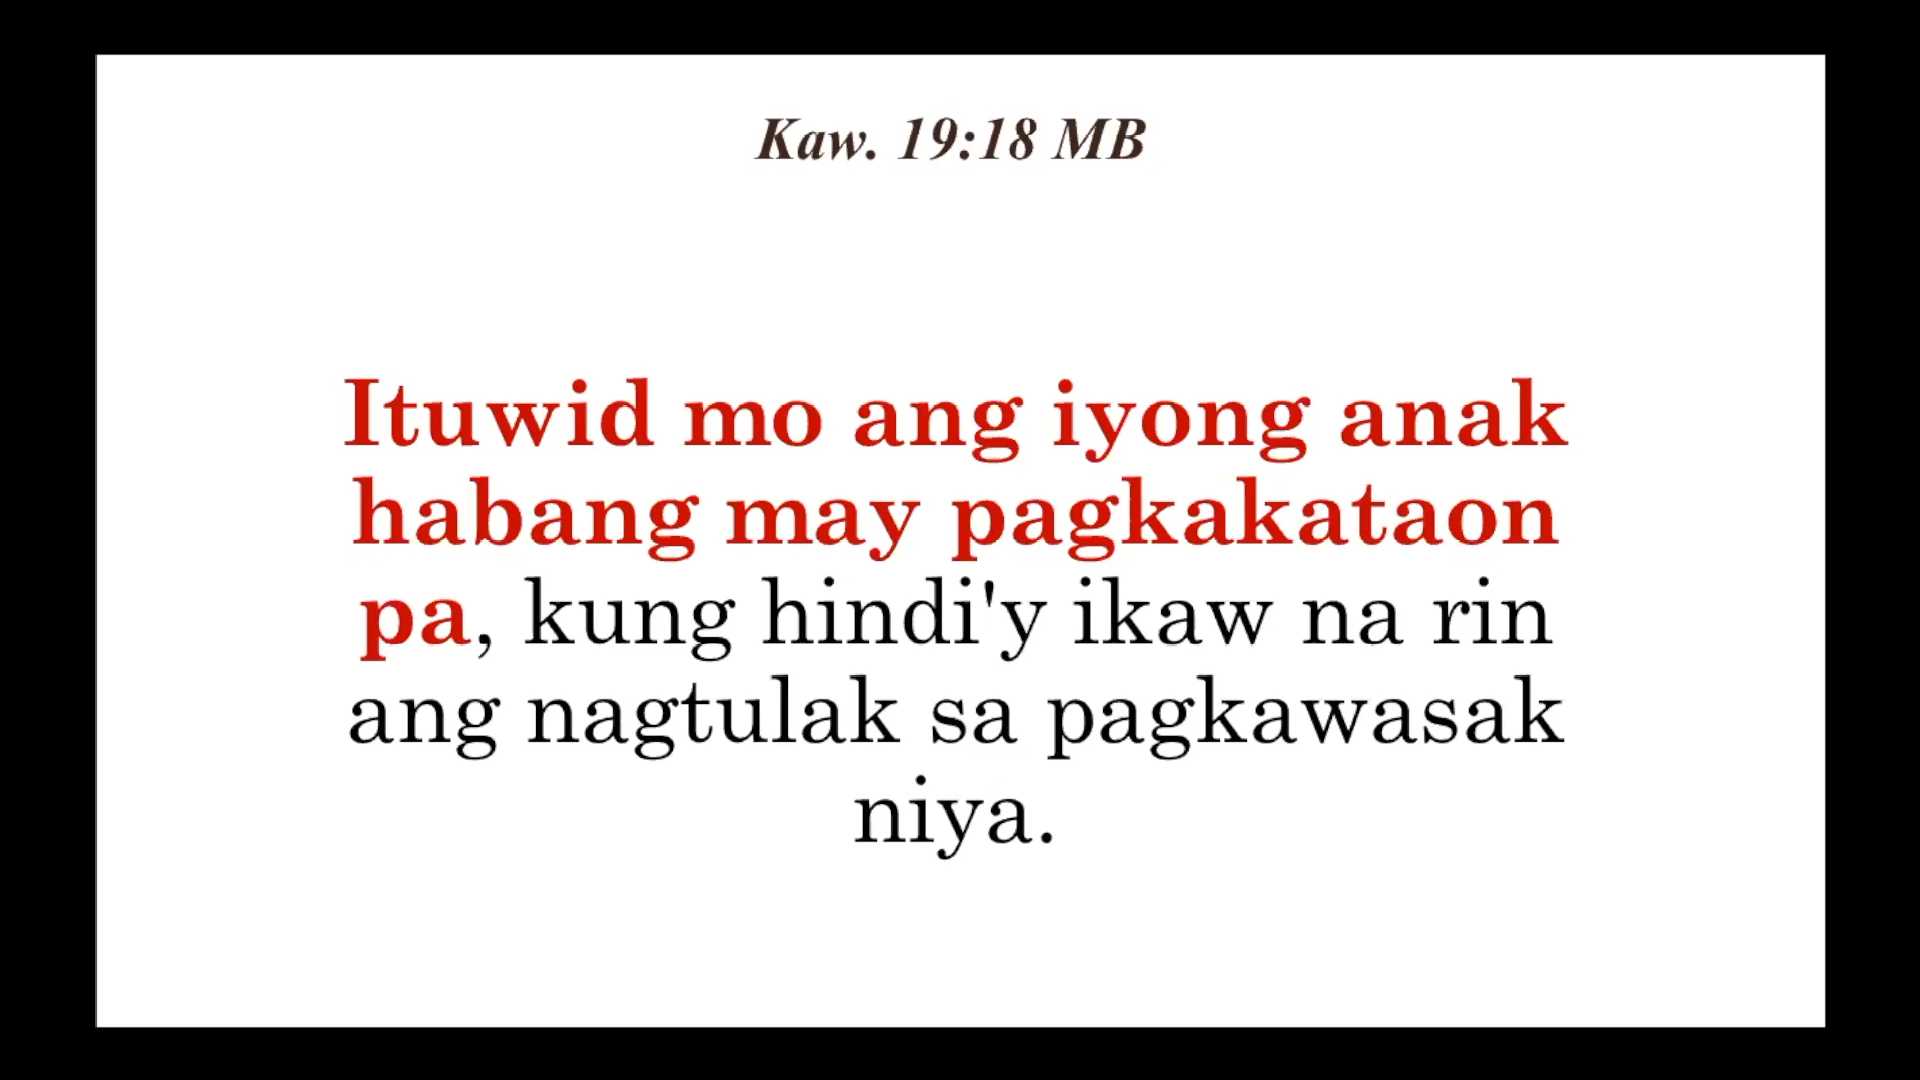 Kaw. 19:18 MB
Ituwid mo ang iyong anak
habang may pagkakataon
pa, kung hindi'y ikaw na rin
ang nagtulak sa pagkawasak
niya.